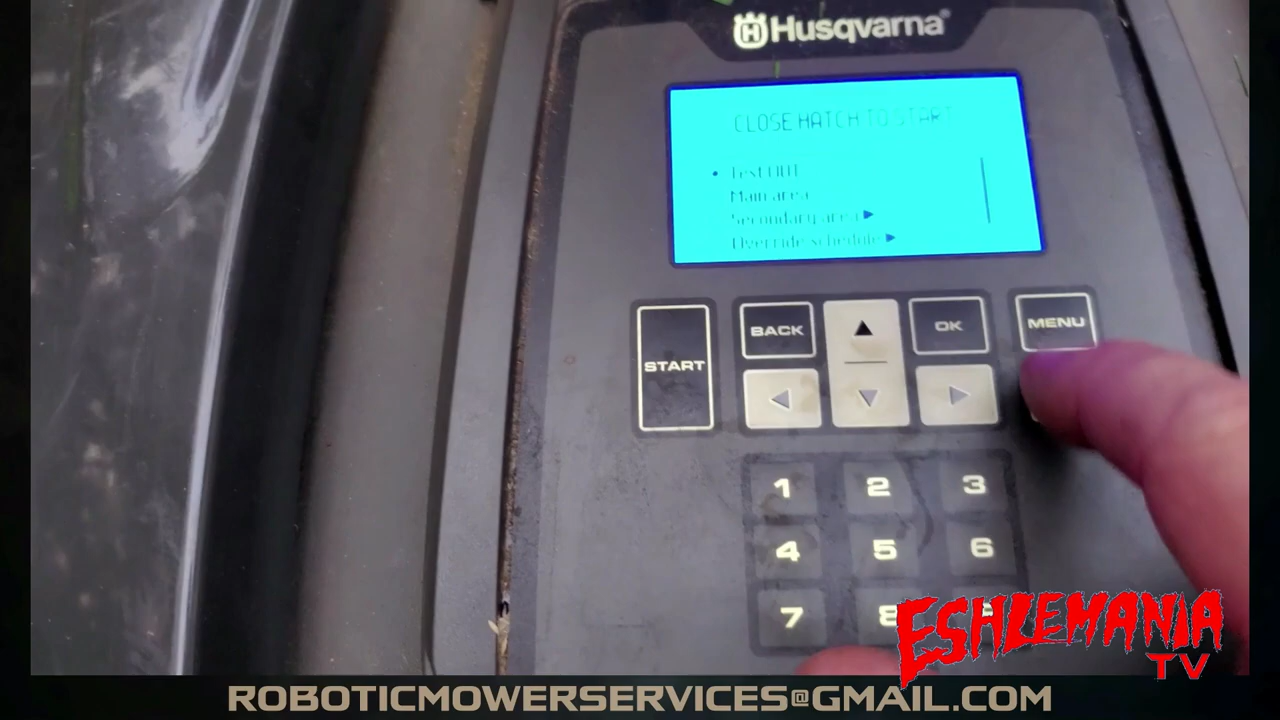 Husqvarna®
CLOSE HATCH TO START
Test OUT
Main area
Secondary area
Override schedule
START
BACK
OK
MENU
1 2 3
4 5 6
7 8 9
ESHLEMANIA
TV
ROBOTICMOWERSERVICES@GMAIL.COM